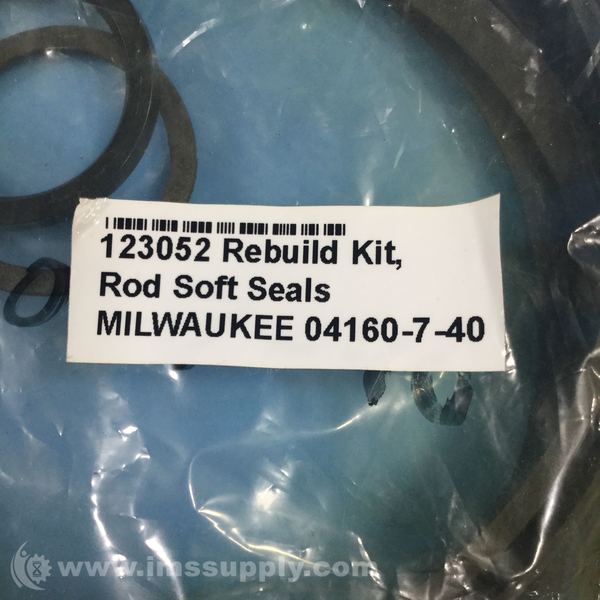 123052 Rebuild Kit,
Rod Soft Seals
MILWAUKEE 04160-7-40
www.imssupply.com